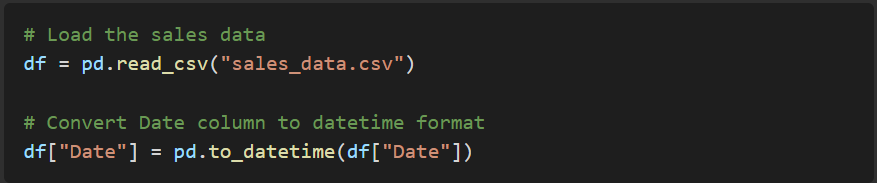 # Load the sales data
df = pd.read_csv("sales_data.csv")
# Convert Date column to datetime format
df["Date"] = pd.to_datetime(df["Date"])